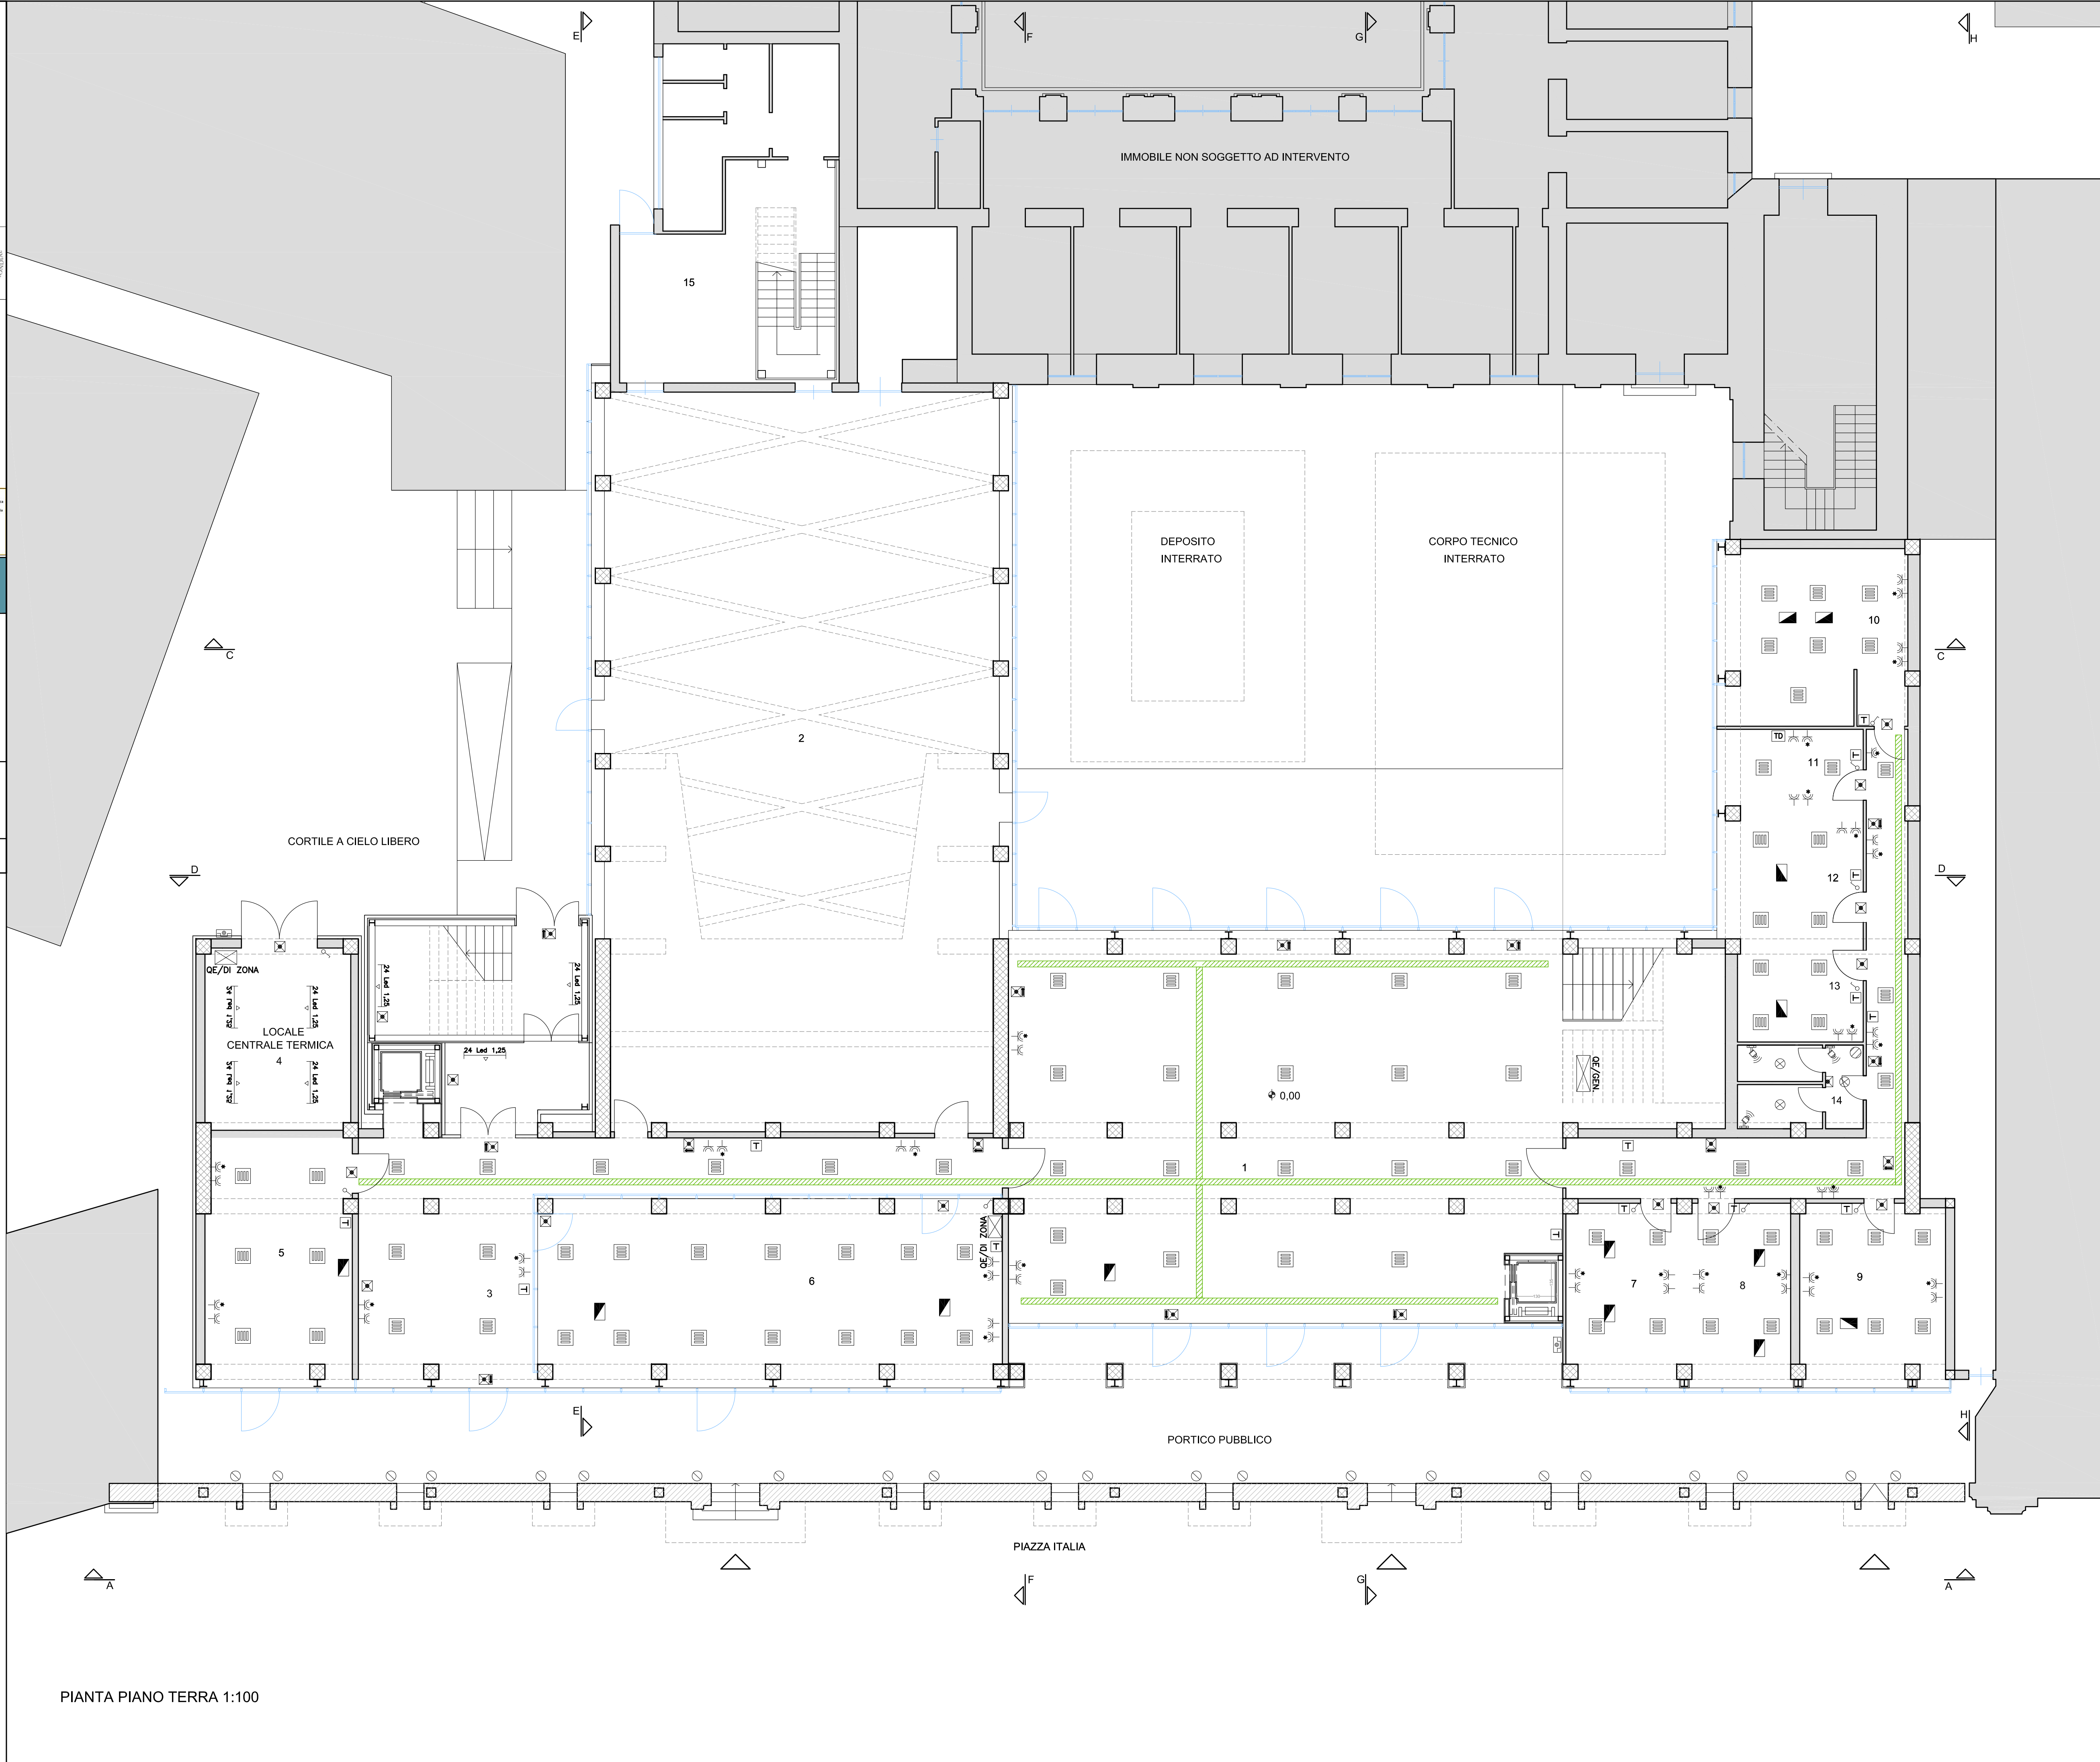 E
F
G
H
IMMOBILE NON SOGGETTO AD INTERVENTO
15
DEPOSITO
INTERRATO
CORPO TECNICO
INTERRATO
10
C
C
T
2
TD
11
T
CORTILE A CIELO LIBERO
D
D
12
T
QE/DI ZONA
24 Led 1,25
24 Led 1,25
13
T
24 Led 1,25
24 Led 1,25
LOCALE
CENTRALE TERMICA
4
T
24 Led 1,25
24 Led 1,25
24 Led 1,25
QE/GEN.
0,00
14
T
1
T
T
QE/DI ZONA
T
T
T
T
T
5
3
T
6
7
8
9
E
H
PORTICO PUBBLICO
PIAZZA ITALIA
A
F
G
A
PIANTA PIANO TERRA 1:100